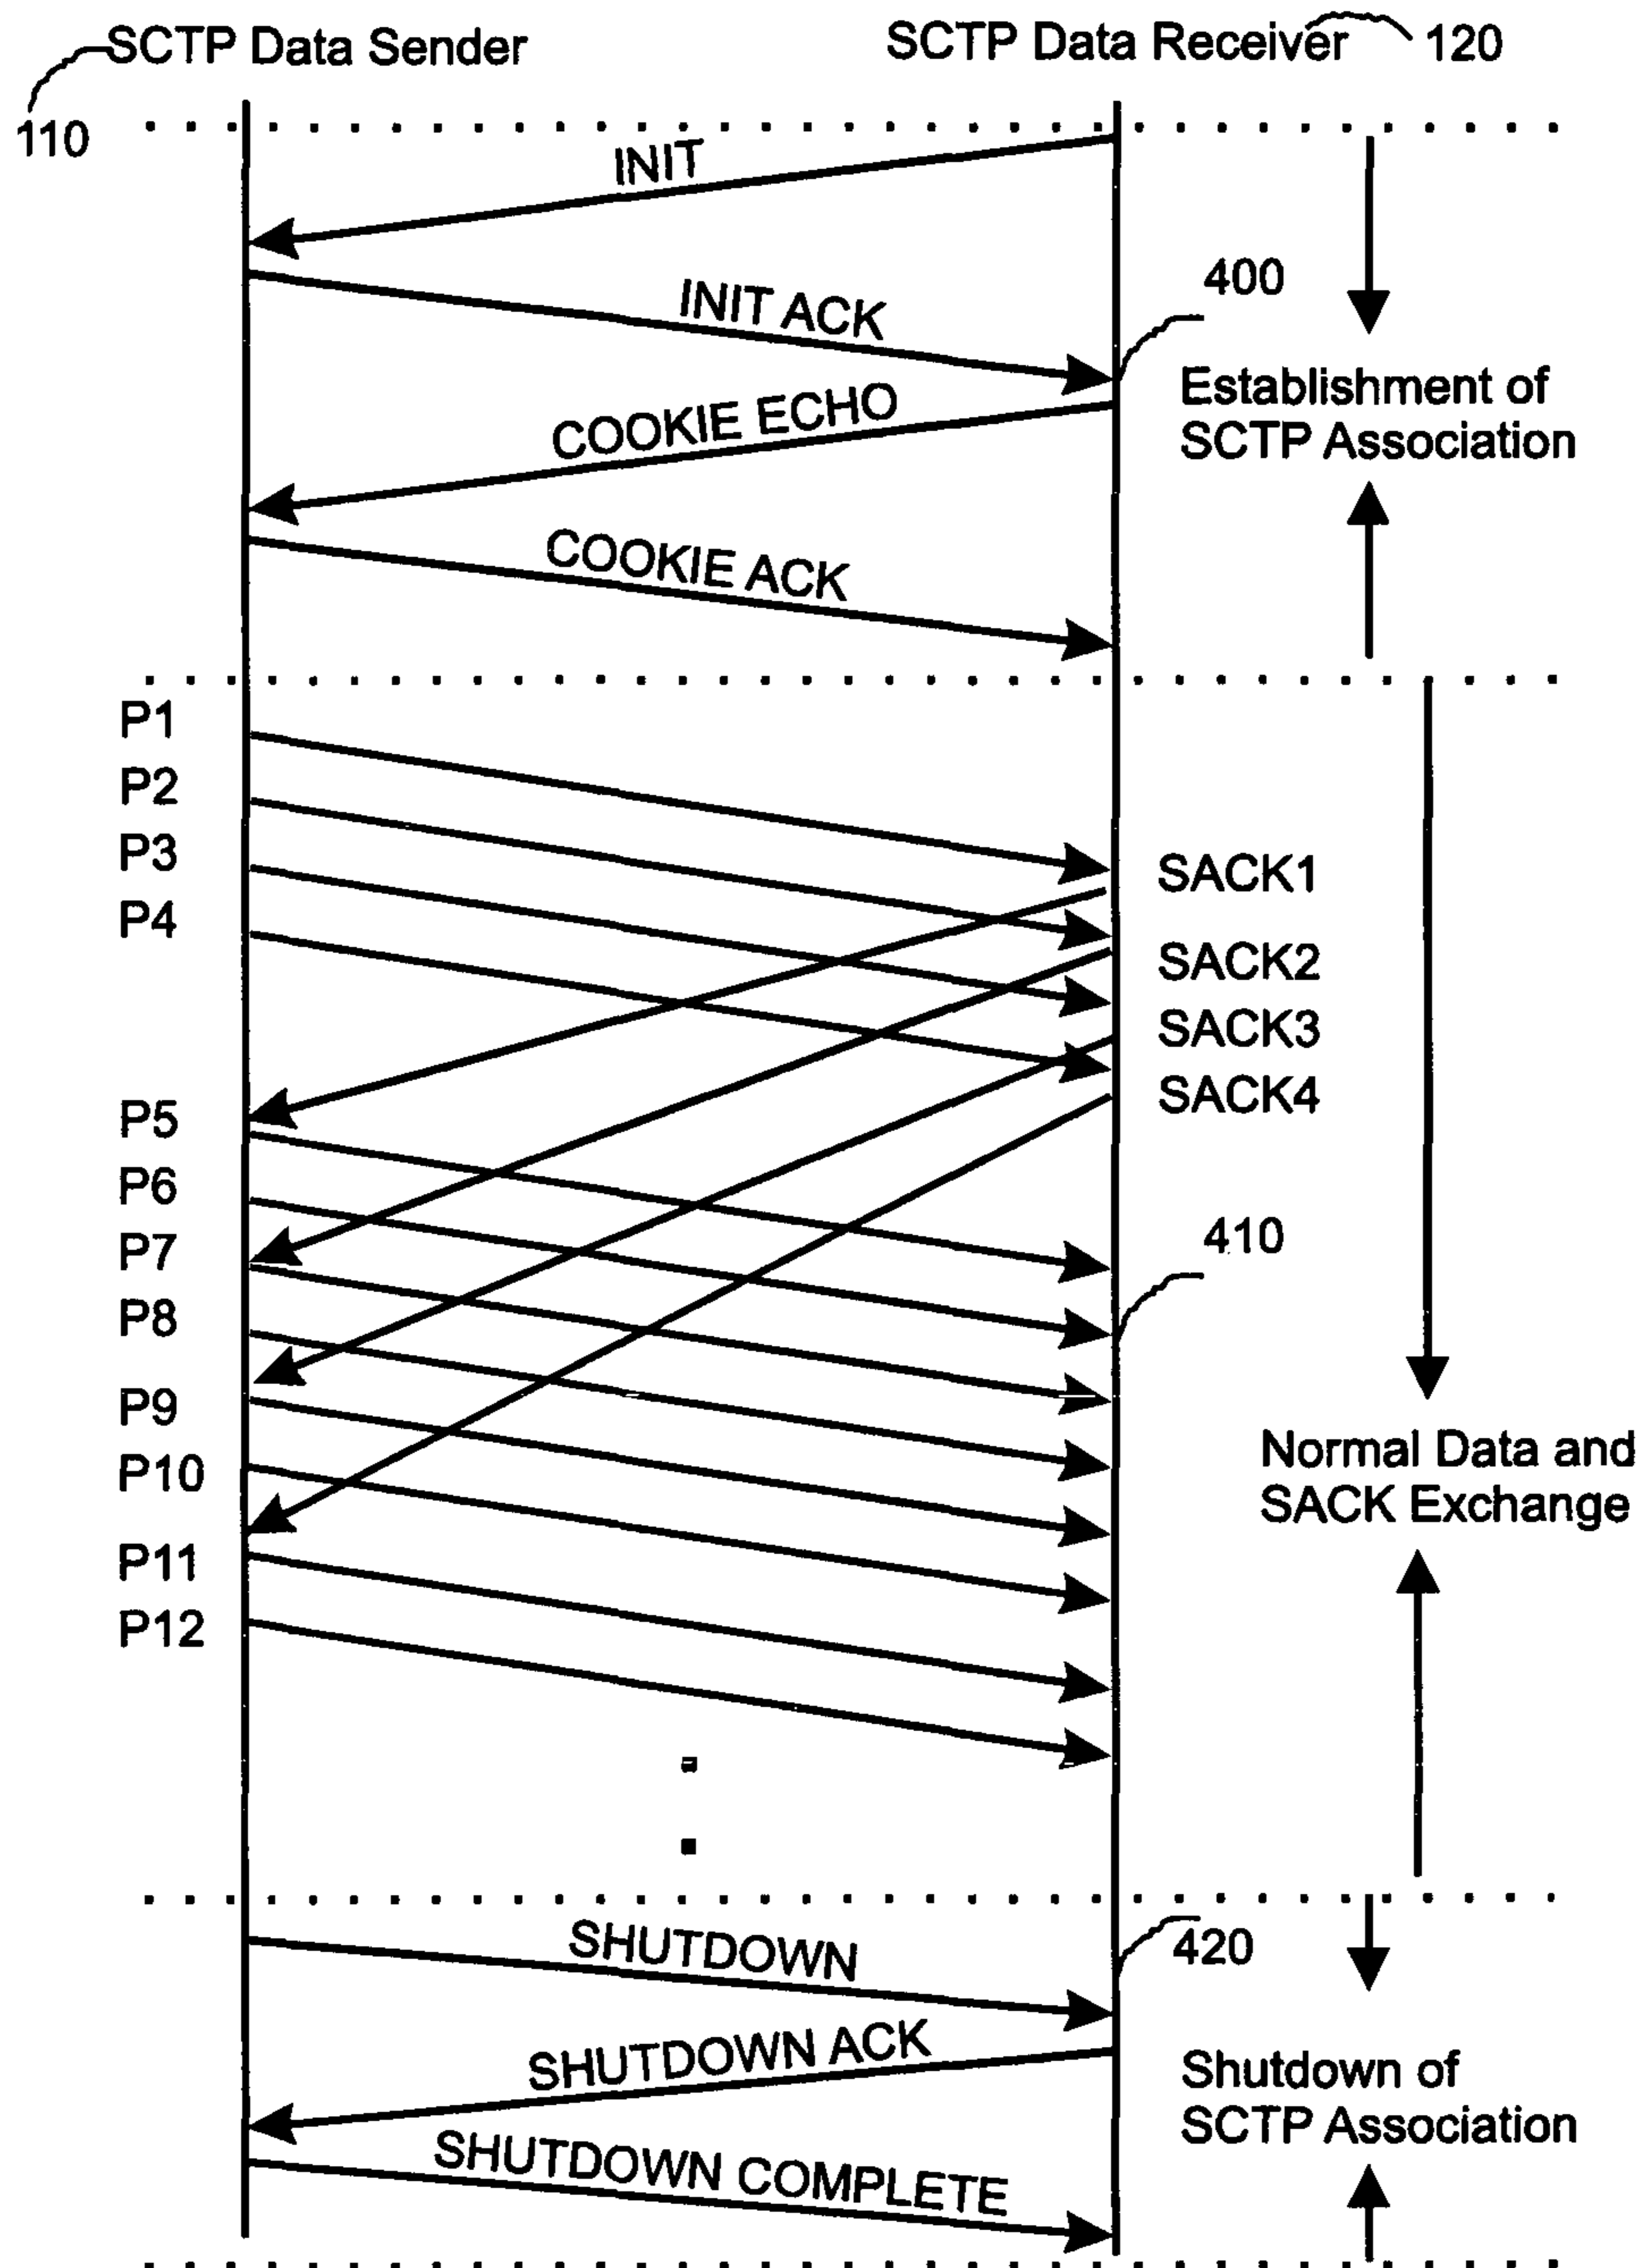 SCTP Data Sender
SCTP Data Receiver
120
110
INIT
INIT ACK
400
Establishment of
SCTP Association
COOKIE ECHO
COOKIE ACK
P1
P2
P3
P4
SACK1
SACK2
SACK3
SACK4
P5
P6
P7
P8
410
P9
P10
Normal Data and
SACK Exchange
P11
P12
SHUTDOWN
420
SHUTDOWN ACK
Shutdown of
SCTP Association
SHUTDOWN COMPLETE